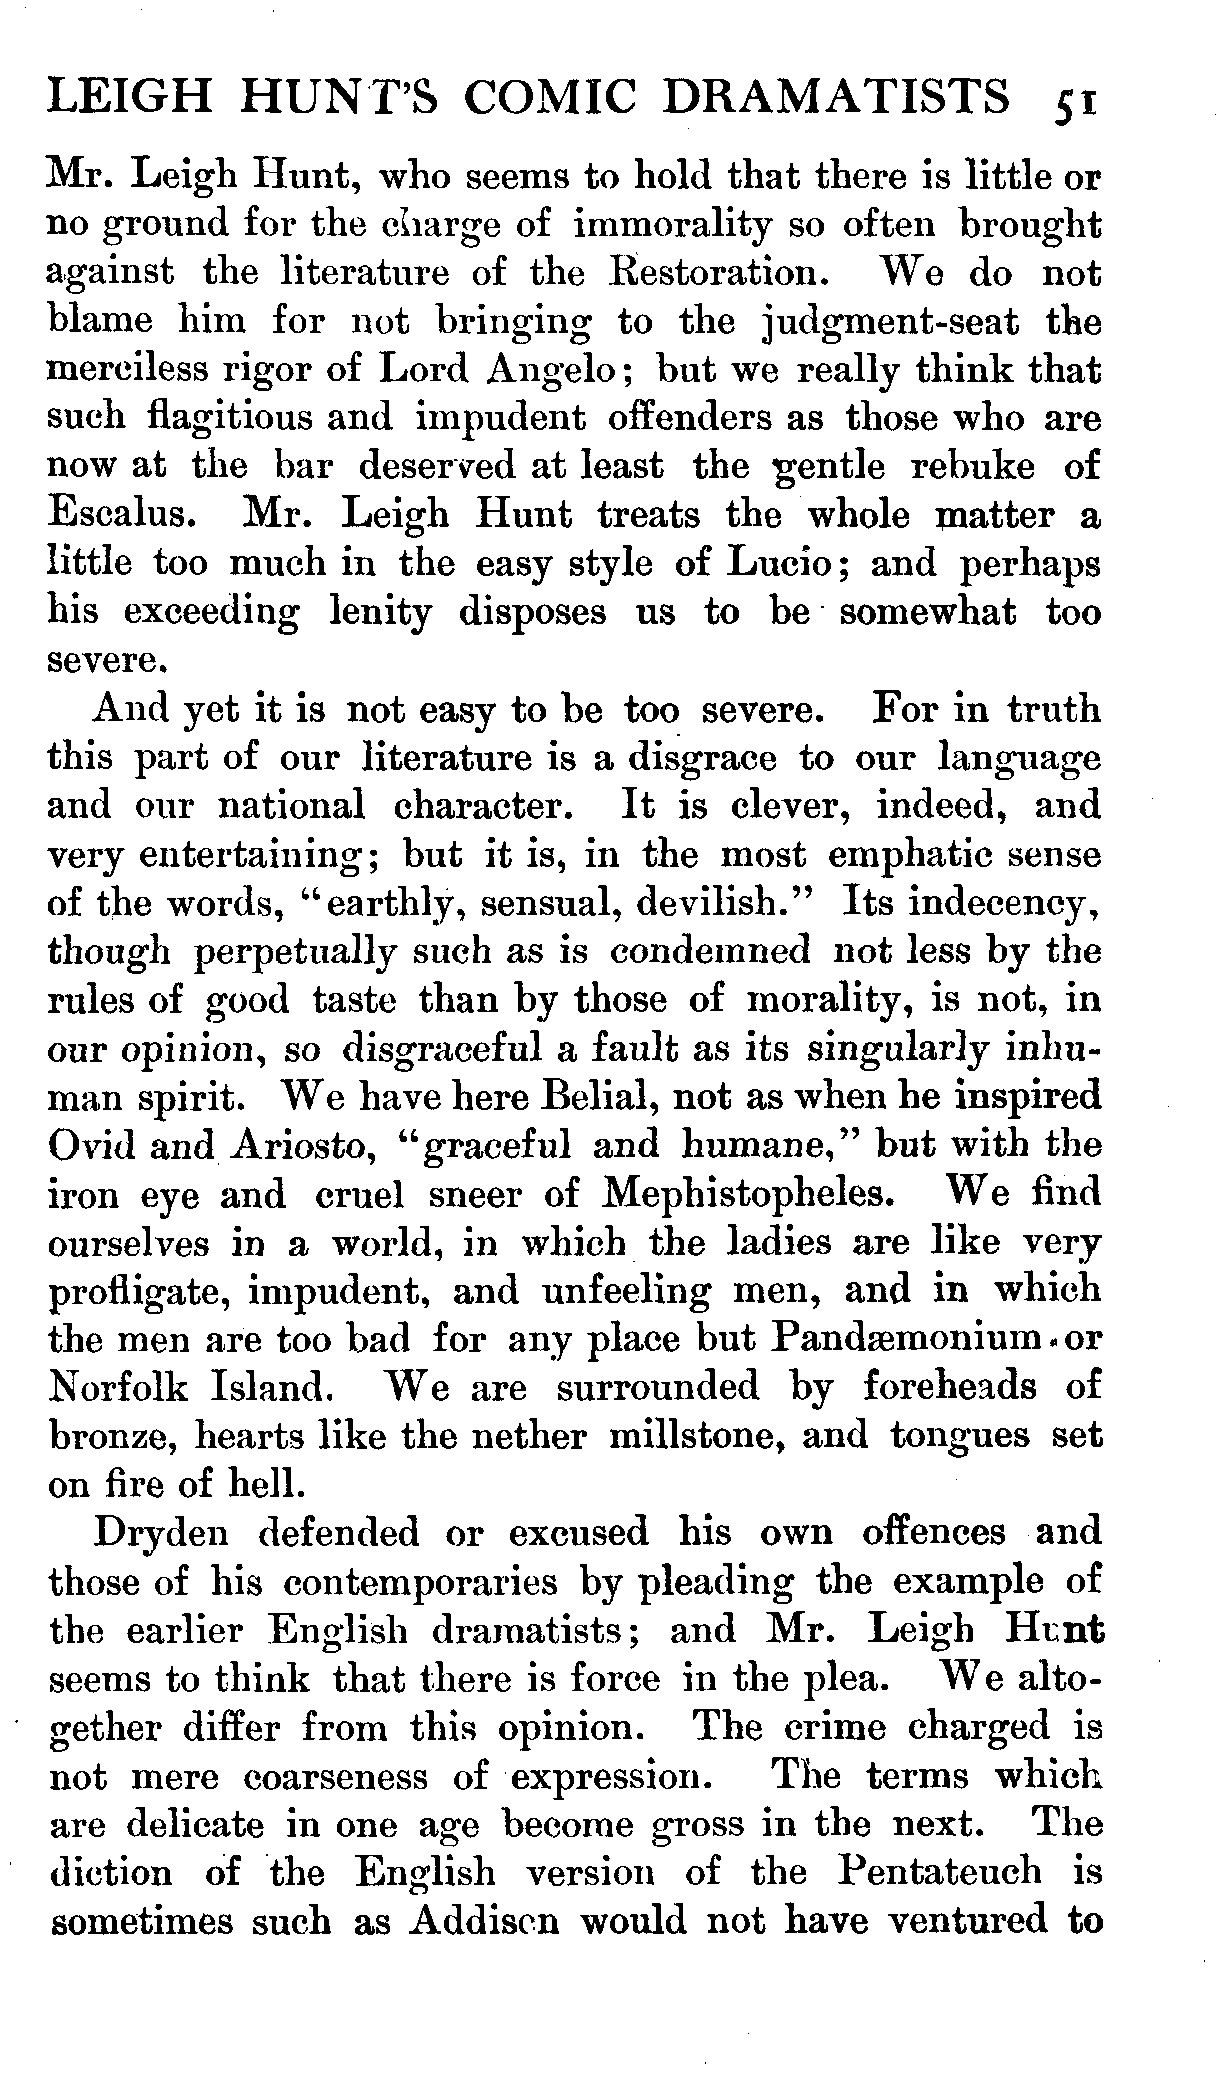 LEIGH HUNT'S COMIC DRAMATISTS 51
Mr. Leigh Hunt, who seems to hold that there is little or
no ground for the charge of immorality so often brought
against the literature of the Restoration. We do not
blame him for not bringing to the judgment-seat the
merciless rigor of Lord Angelo; but we really think that
such flagitious and impudent offenders as those who are
now at the bar deserved at least the gentle rebuke of
Escalus. Mr. Leigh Hunt treats the whole matter a
little too much in the easy style of Lucio; and perhaps
his exceeding lenity disposes us to be somewhat too
severe.
And yet it is not easy to be too severe. For in truth
this part of our literature is a disgrace to our language
and our national character. It is clever, indeed, and
very entertaining; but it is, in the most emphatic sense
of the words, "earthly, sensual, devilish." Its indecency,
though perpetually such as is condemned not less by the
rules of good taste than by those of morality, is not, in
our opinion, so disgraceful a fault as its singularly inhu-
man spirit. We have here Belial, not as when he inspired
Ovid and Ariosto, "graceful and humane," but with the
iron eye and cruel sneer of Mephistopheles. We find
ourselves in a world, in which the ladies are like very
profligate, impudent, and unfeeling men, and in which
the men are too bad for any place but Pandæmonium or
Norfolk Island. We are surrounded by foreheads of
bronze, hearts like the nether millstone, and tongues set
on fire of hell.
Dryden defended or excused his own offences and
those of his contemporaries by pleading the example of
the earlier English dramatists; and Mr. Leigh Hunt
seems to think that there is force in the plea. We alto-
gether differ from this opinion. The crime charged is
not mere coarseness of expression. The terms which
are delicate in one age become gross in the next. The
diction of the English version of the Pentateuch is
sometimes such as Addison would not have ventured to